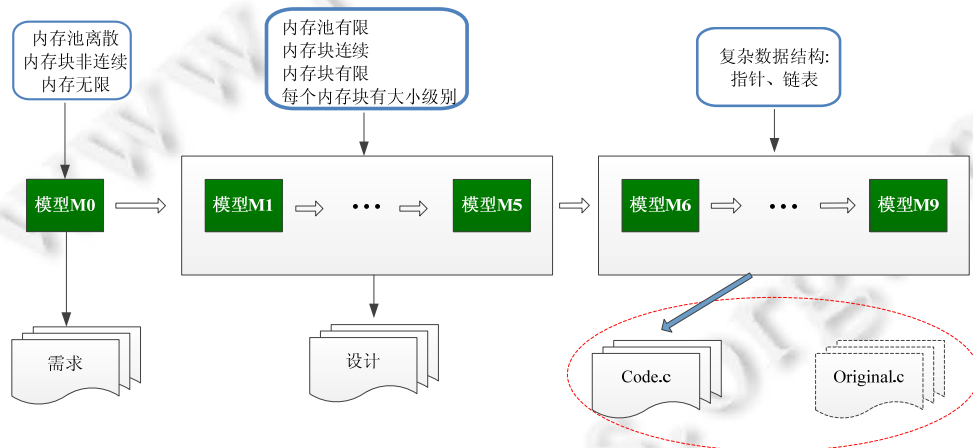 内存池离散
内存块非连续
内存无限
内存池有限
内存块连续
内存块有限
每个内存块有大小级别
复杂数据结构:
指针、链表
模型M0
模型M1
•••
模型M5
模型M6
•••
模型M9
需求
设计
Code.c
Original.c